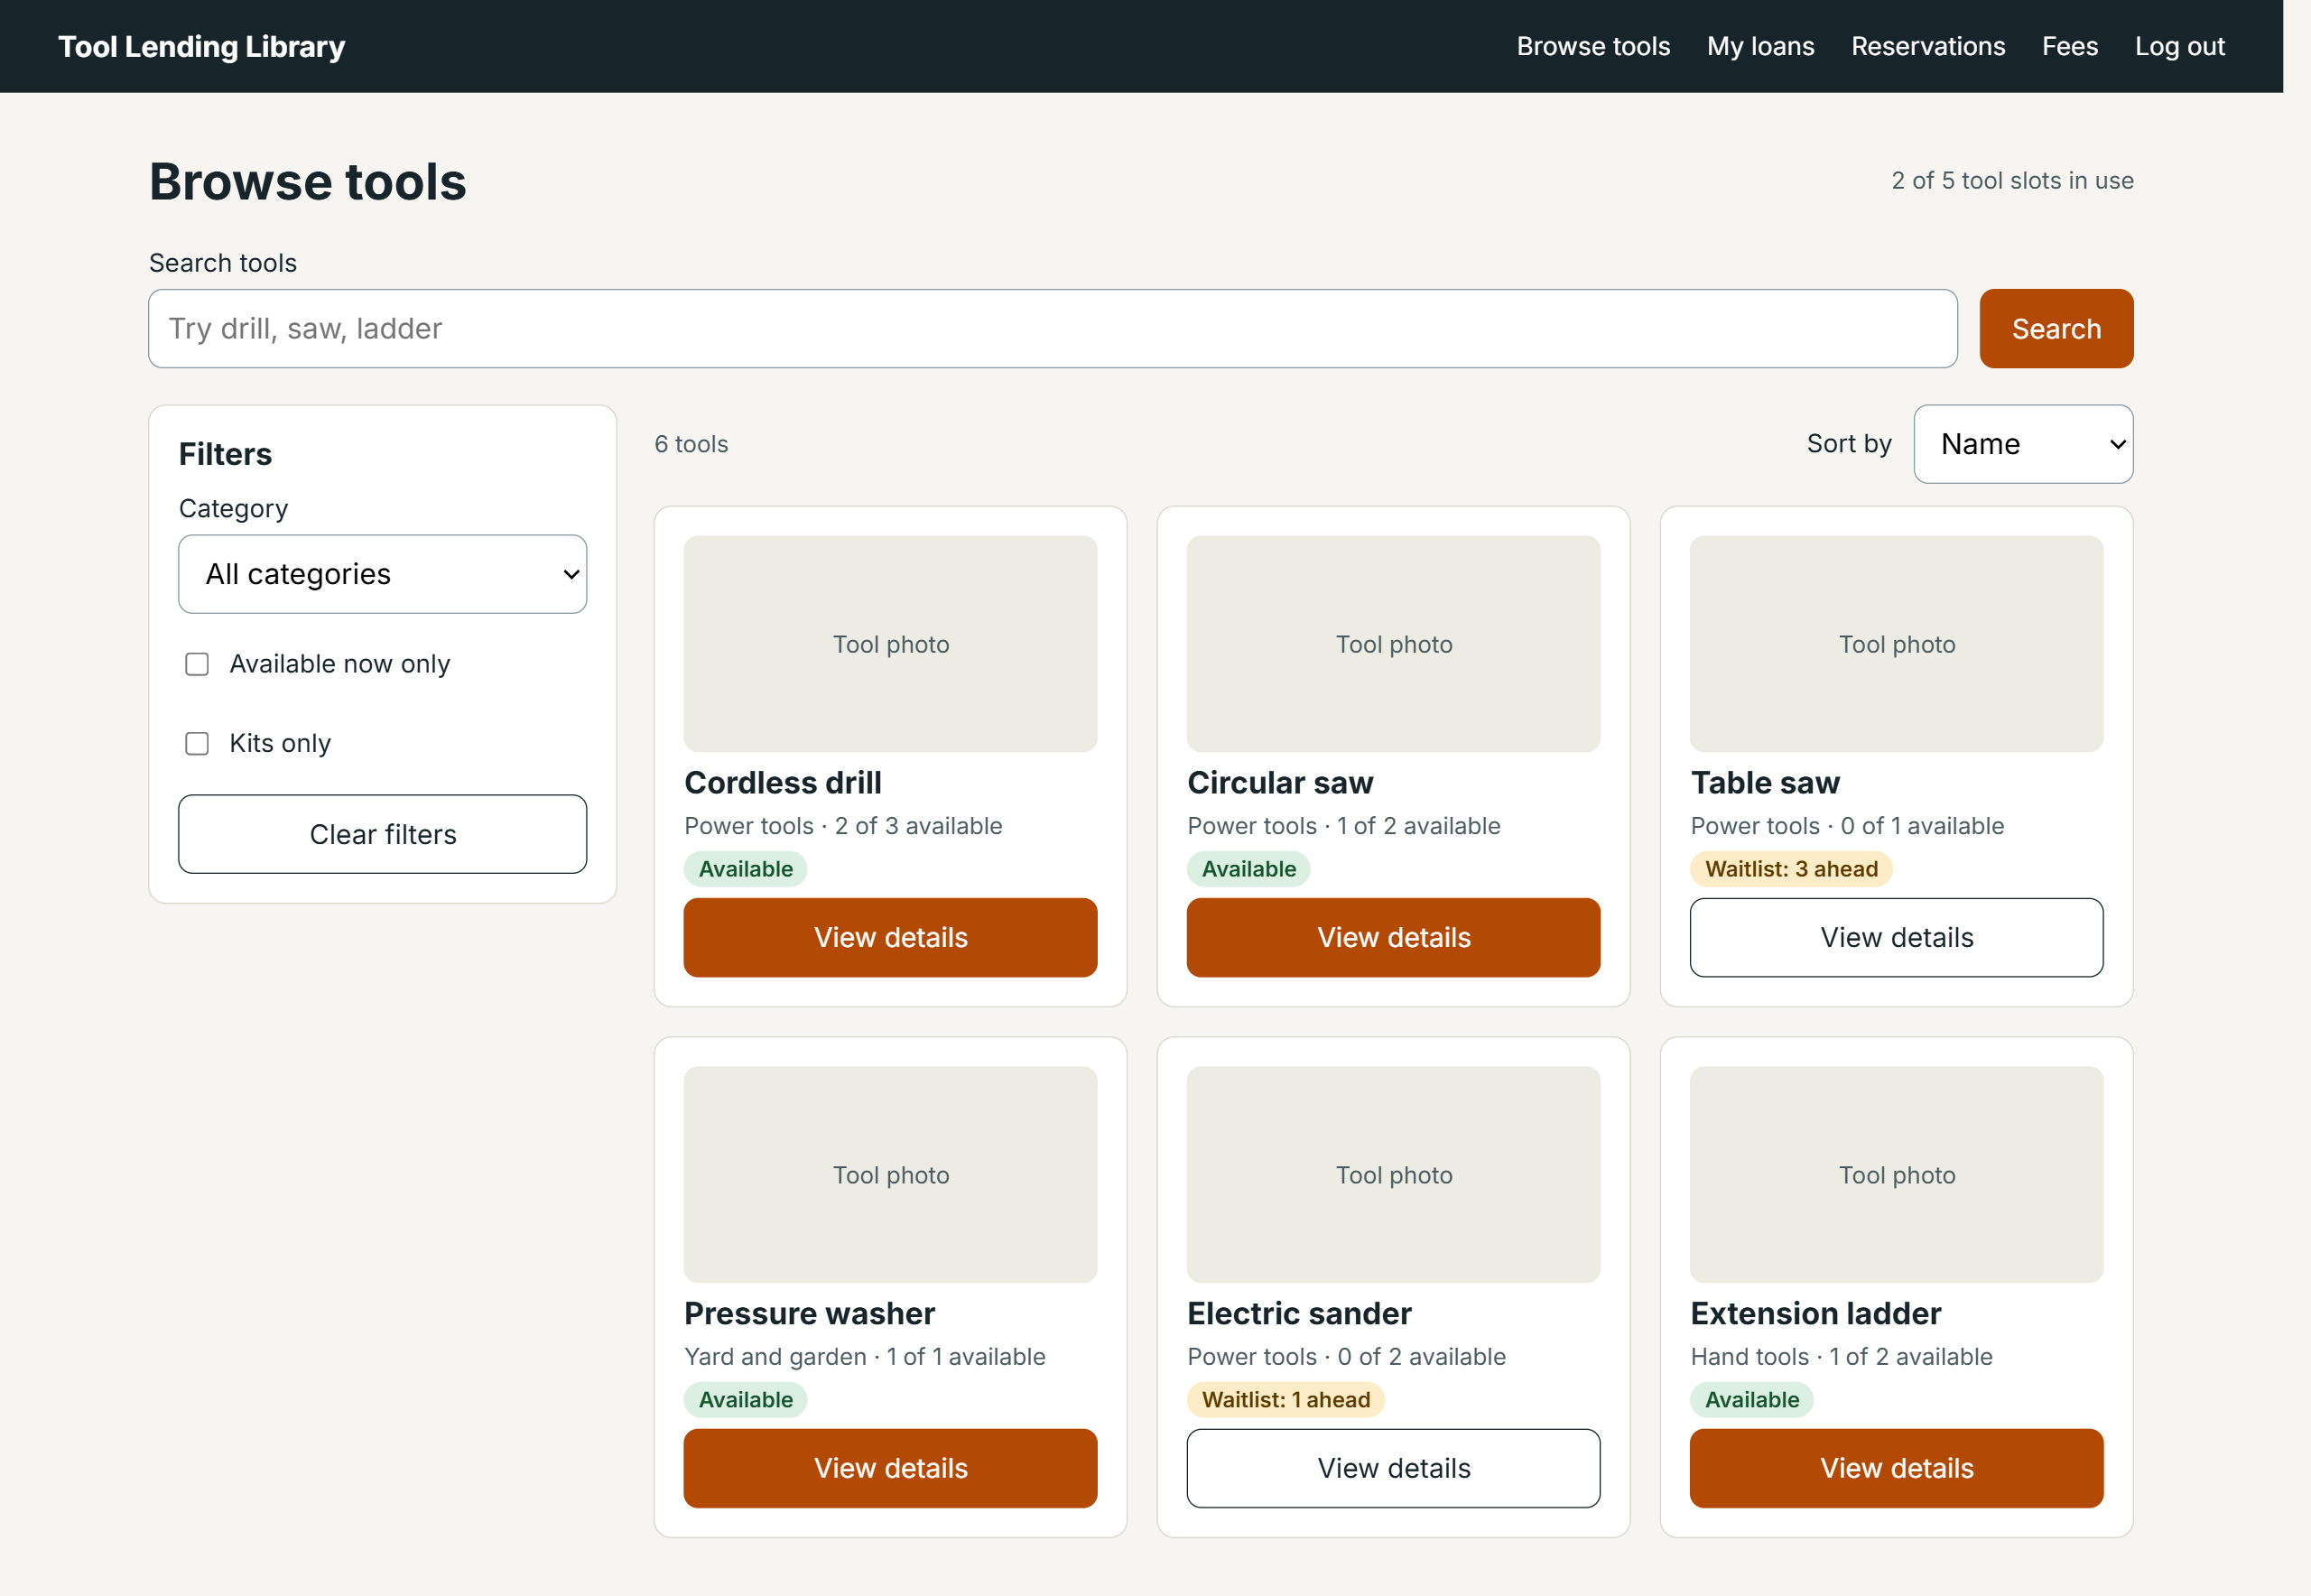 Tool Lending Library
Browse tools
My loans
Reservations
Fees
Log out
Browse tools
2 of 5 tool slots in use
Search tools
Try drill, saw, ladder
Search
Filters
Category
All categories
Available now only
Kits only
Clear filters
6 tools
Sort by
Name
Tool photo
Cordless drill
Power tools · 2 of 3 available
Available
View details
Tool photo
Circular saw
Power tools · 1 of 2 available
Available
View details
Tool photo
Table saw
Power tools · 0 of 1 available
Waitlist: 3 ahead
View details
Tool photo
Pressure washer
Yard and garden · 1 of 1 available
Available
View details
Tool photo
Electric sander
Power tools · 0 of 2 available
Waitlist: 1 ahead
View details
Tool photo
Extension ladder
Hand tools · 1 of 2 available
Available
View details